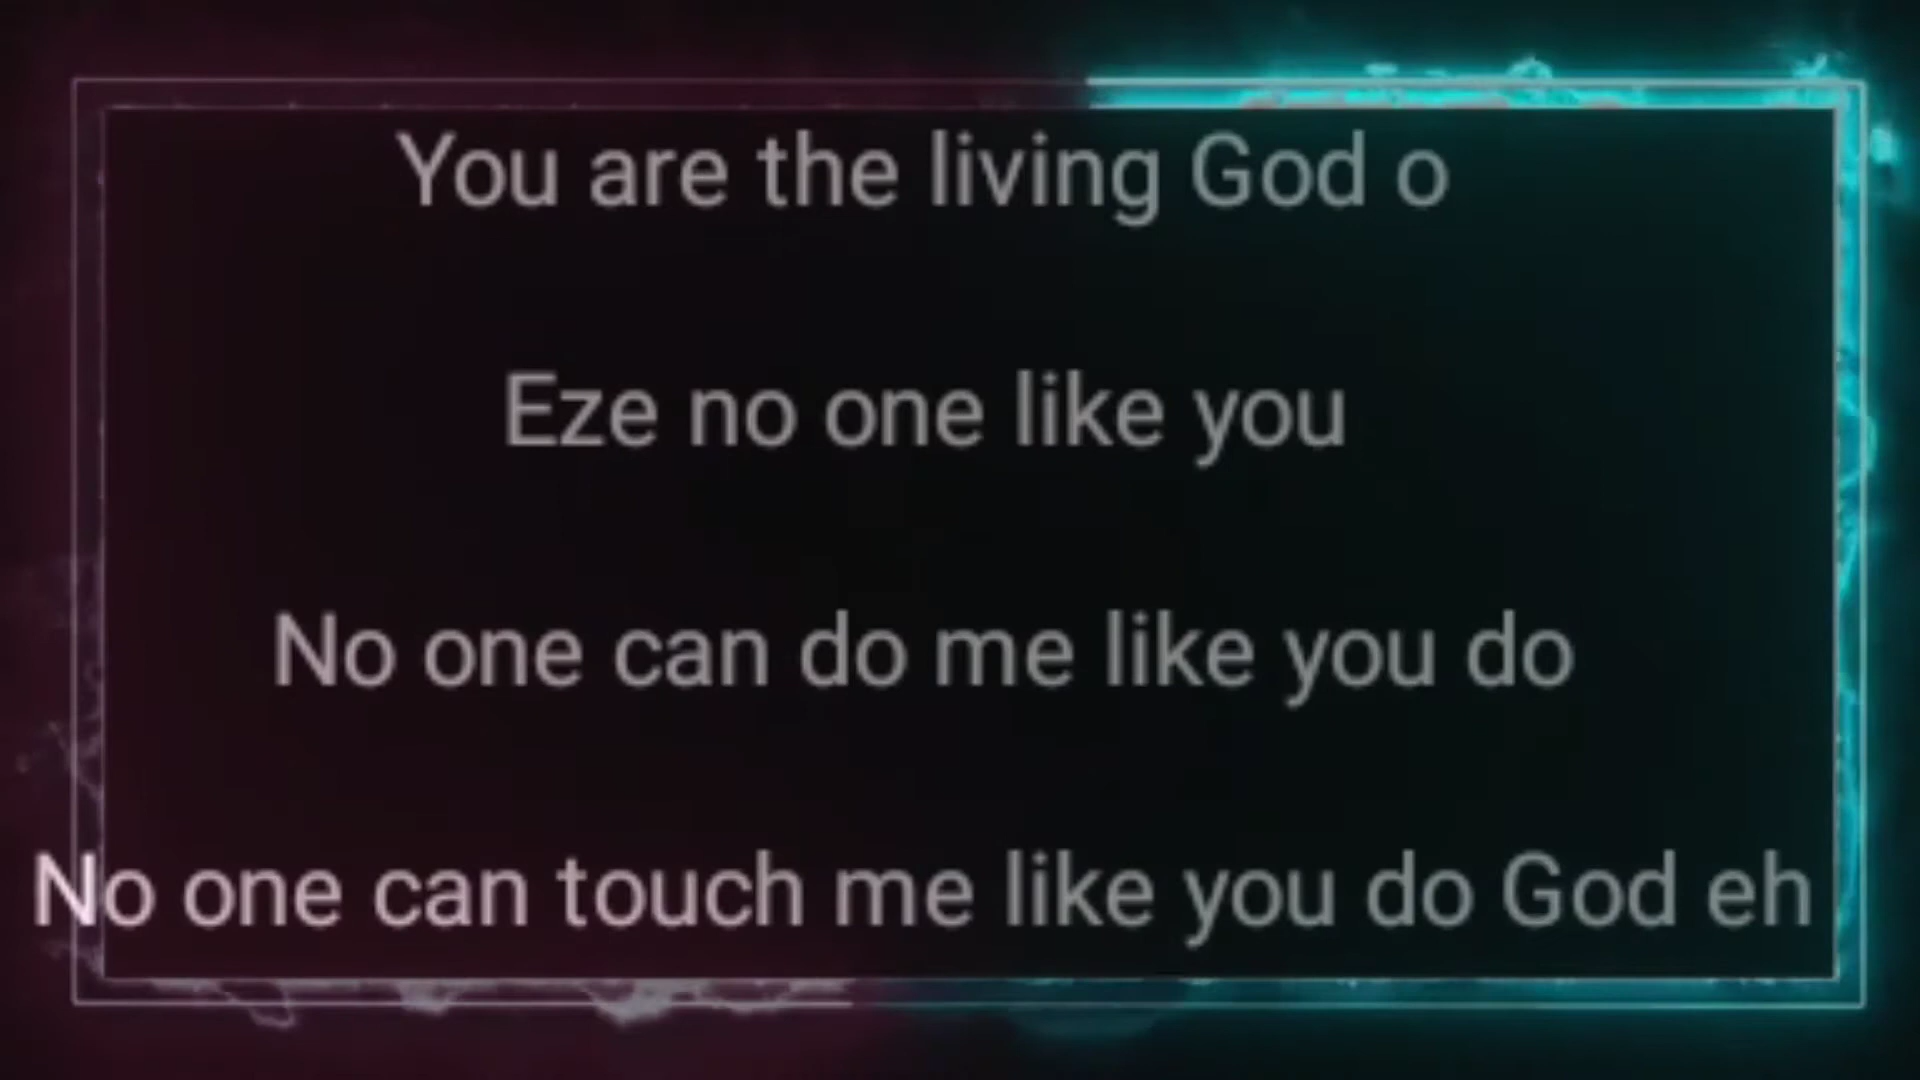 You are the living God o
Eze no one like you
No one can do me like you do
No one can touch me like you do God eh